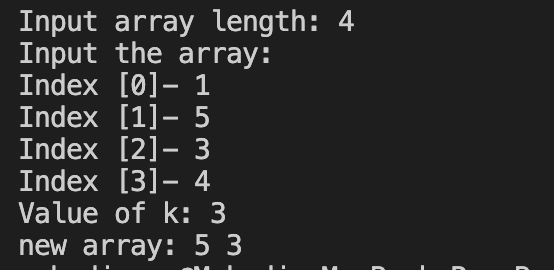 Input array length: 4
Input the array:
Index [0]- 1
Index [1]- 5
Index [2]- 3
Index [3]- 4
Value of k: 3
new array: 5 3